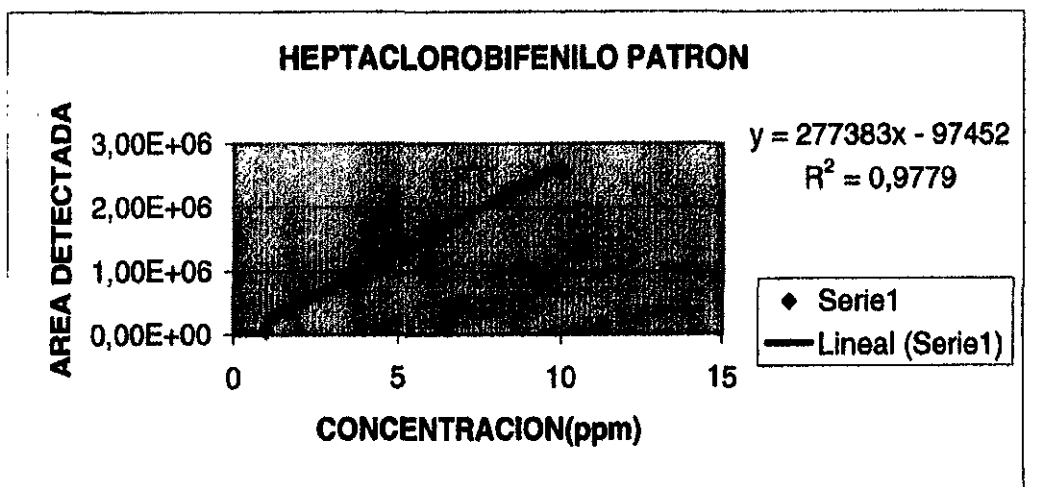 HEPTACLOROBIFENILO PATRON
AREA DETECTADA
3,00E+06
2,00E+06
1,00E+06
0,00E+00
0 5 10 15
CONCENTRACION(ppm)
y = 277383x - 97452
R² = 0,9779
Serie1
Lineal (Serie1)